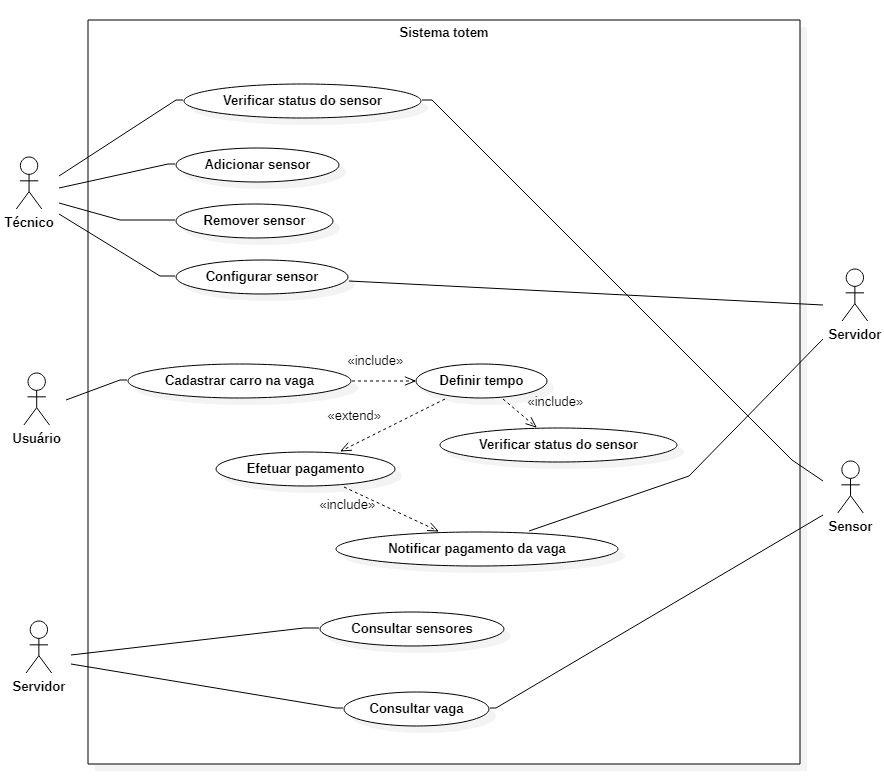 Sistema totem
Verificar status do sensor
Adicionar sensor
Técnico
Remover sensor
Configurar sensor
Servidor
«include»
Cadastrar carro na vaga
Definir tempo
«include»
«extend»
Usuário
Verificar status do sensor
Efetuar pagamento
«include»
Sensor
Notificar pagamento da vaga
Consultar sensores
Servidor
Consultar vaga